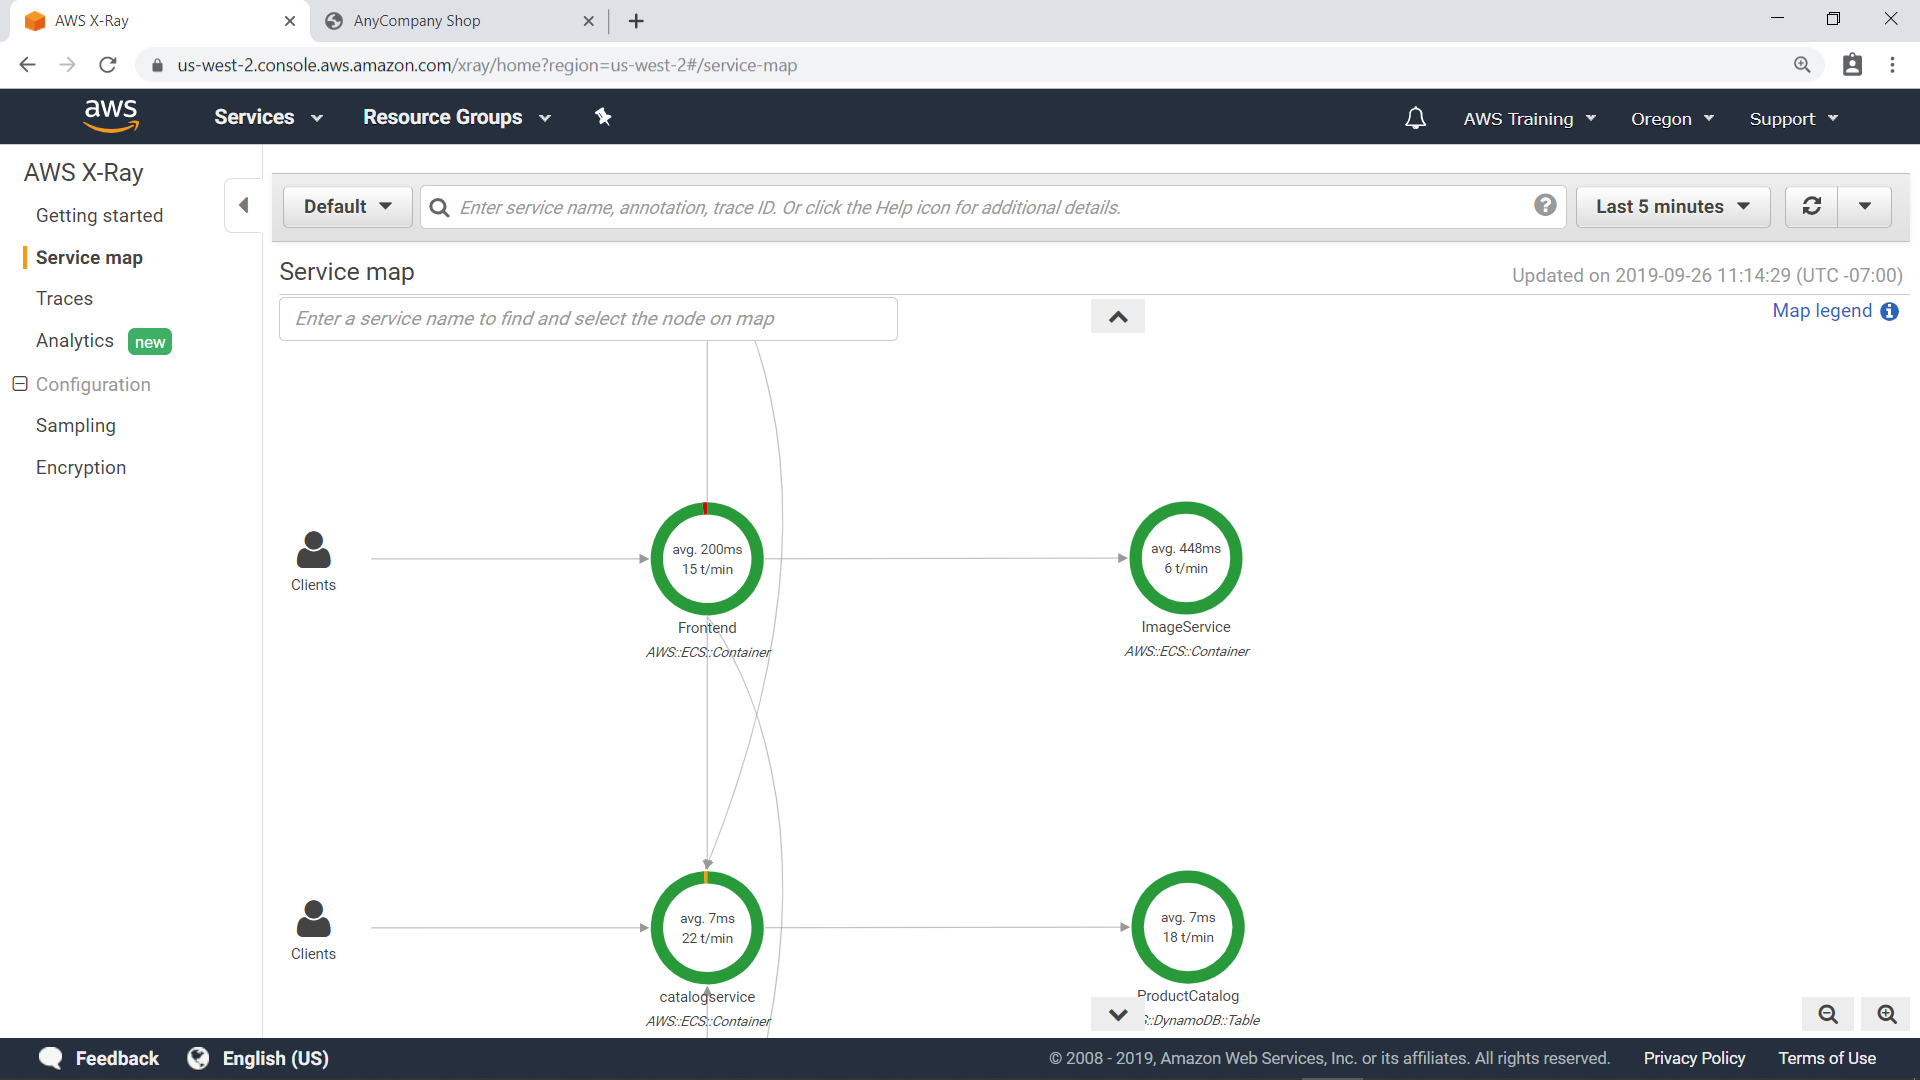 AWS X-Ray
AnyCompany Shop
us-west-2.console.aws.amazon.com/xray/home?region=us-west-2#/service-map
aws
Services
Resource Groups
AWS Training
Oregon
Support
AWS X-Ray
Getting started
Service map
Traces
Analytics new
Configuration
Sampling
Encryption
Default
Enter service name, annotation, trace ID. Or click the Help icon for additional details.
Last 5 minutes
Service map
Updated on 2019-09-26 11:14:29 (UTC -07:00)
Enter a service name to find and select the node on map
Map legend
Clients
avg. 200ms
15 t/min
Frontend
AWS::ECS::Container
avg. 448ms
6 t/min
ImageService
AWS::ECS::Container
Clients
avg. 7ms
22 t/min
catalogservice
AWS::ECS::Container
avg. 7ms
18 t/min
ProductCatalog
S::DynamoDB::Table
Feedback
English (US)
© 2008 - 2019, Amazon Web Services, Inc. or its affiliates. All rights reserved.
Privacy Policy
Terms of Use